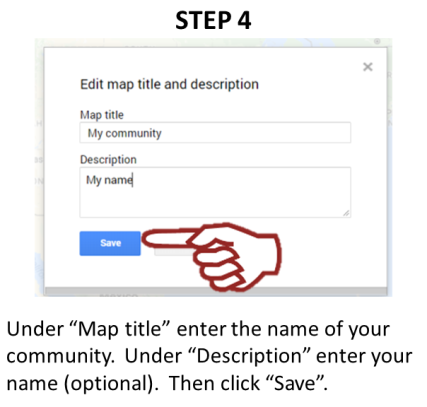 STEP 4
Edit map title and description
Map title
My community
Description
My name
Save
Under “Map title” enter the name of your
community. Under “Description” enter your
name (optional). Then click “Save”.